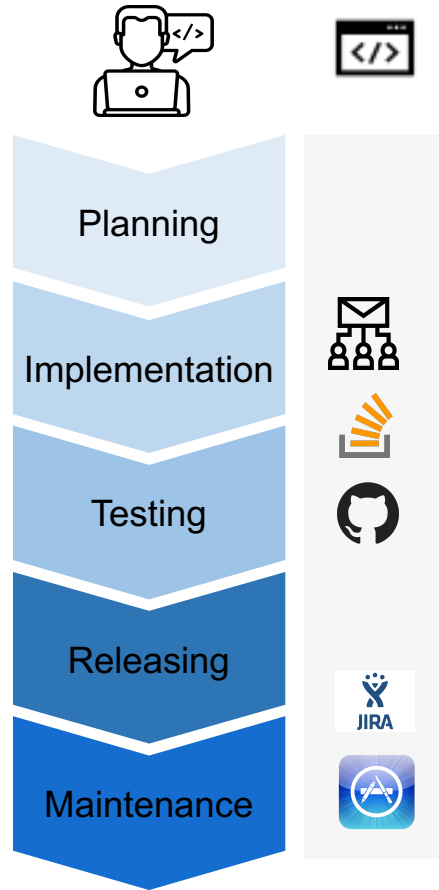 </>
</>
Planning
Implementation
Testing
Releasing
JIRA
Maintenance